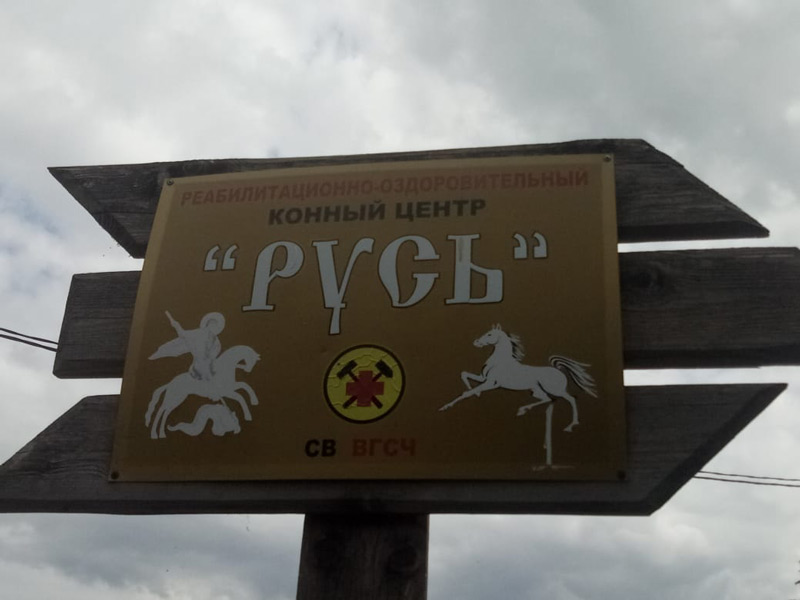 РЕАБИЛИТАЦИОННО-ОЗДОРОВИТЕЛЬНЫЙ
КОННЫЙ ЦЕНТР
“РУСЬ”
СВ ВГСЧ